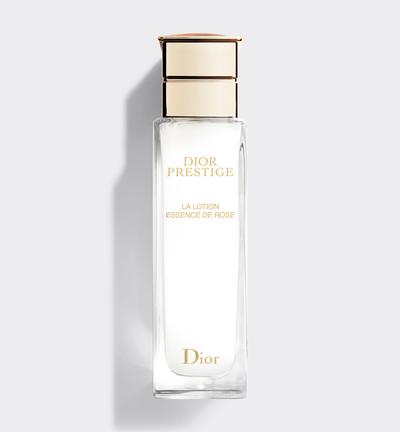 DIOR
PRESTIGE
LA LOTION
ESSENCE DE ROSE
Dior